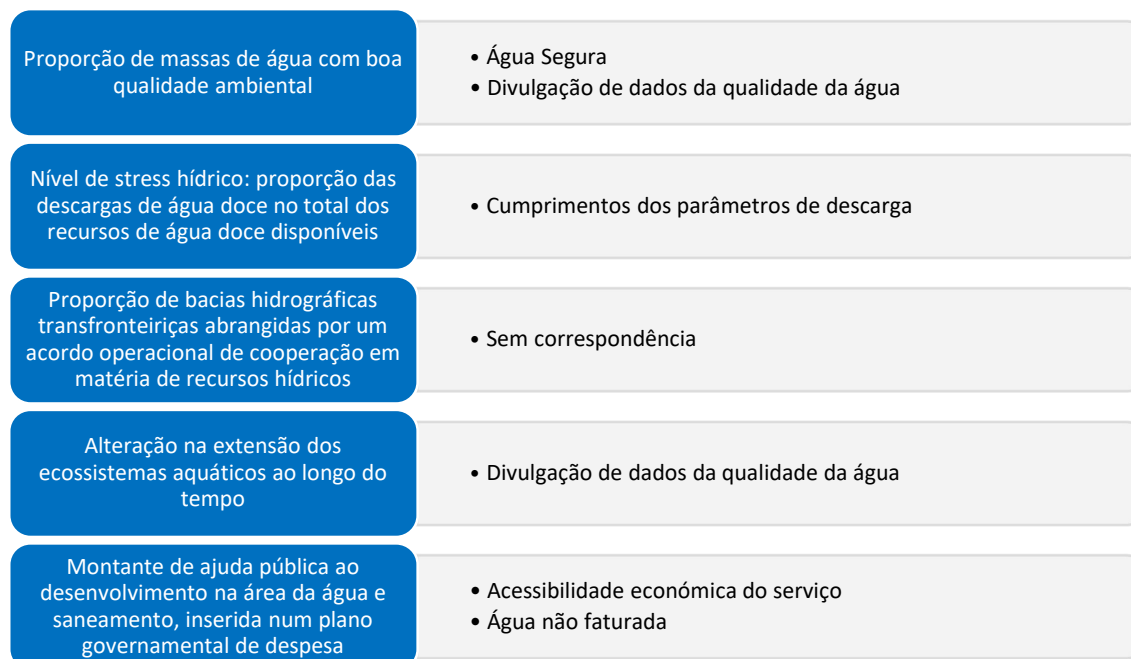 Proporção de massas de água com boa
qualidade ambiental
• Água Segura
• Divulgação de dados da qualidade da água
Nível de stress hídrico: proporção das
descargas de água doce no total dos
recursos de água doce disponíveis
• Cumprimentos dos parâmetros de descarga
Proporção de bacias hidrográficas
transfronteiriças abrangidas por um
acordo operacional de cooperação em
matéria de recursos hídricos
• Sem correspondência
Alteração na extensão dos
ecossistemas aquáticos ao longo do
tempo
• Divulgação de dados da qualidade da água
Montante de ajuda pública ao
desenvolvimento na área da água e
saneamento, inserida num plano
governamental de despesa
• Acessibilidade económica do serviço
• Água não faturada